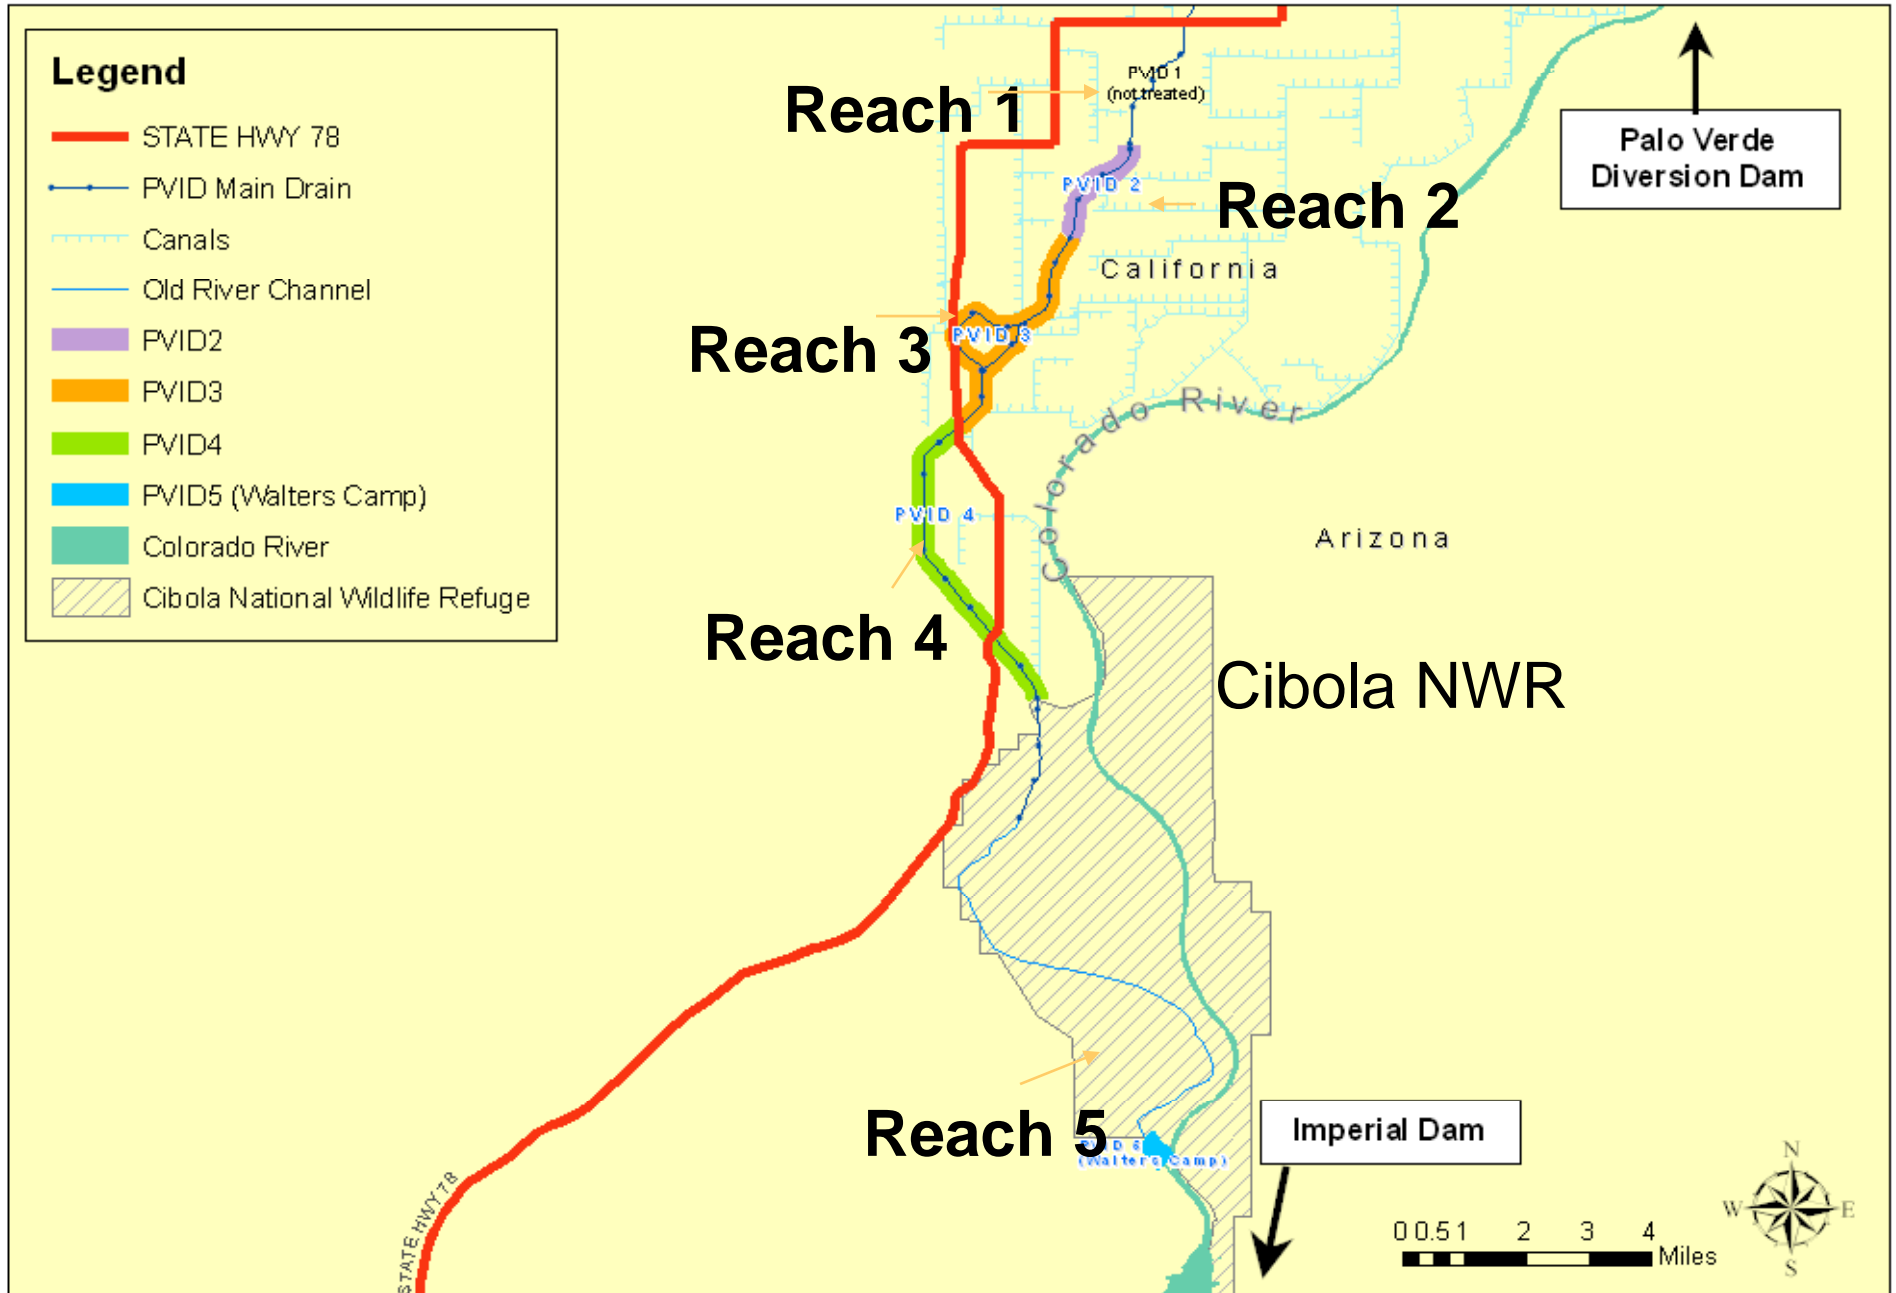 Legend
STATE HWY 78
PVID Main Drain
Canals
Old River Channel
PVID2
PVID3
PVID4
PVID5 (Walters Camp)
Colorado River
Cibola National Wildlife Refuge
Reach 1
PVID 1
(not treated)
Palo Verde
Diversion Dam
PVID 2
Reach 2
California
Reach 3
PVID 3
Colorado River
PVID 4
Arizona
Reach 4
Cibola NWR
Reach 5
(Walters Camp)
Imperial Dam
STATE HWY 78
N
W
E
S
0 0.5 1 2 3 4
Miles